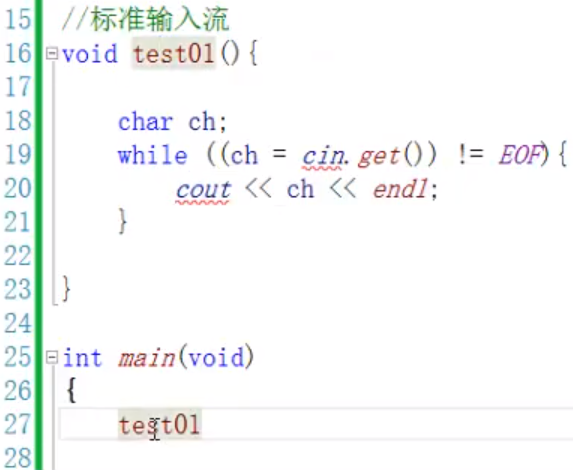 15 //标准输入流
16 void test01(){
17
18 char ch;
19 while ((ch = cin.get()) != EOF){
20 cout << ch << endl;
21 }
22
23 }
24
25 int main(void)
26 {
27 test01
28